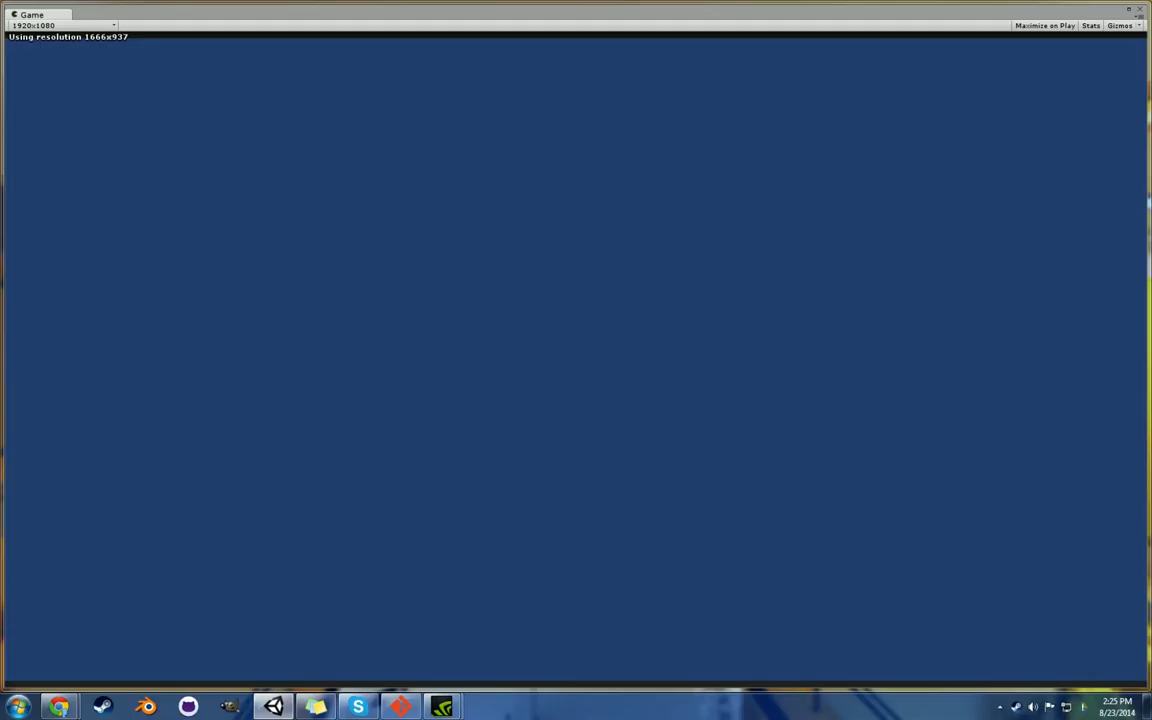 Game
1920x1080
Maximize on Play Stats Gizmos
Using resolution 1666x937
S
2:25 PM
8/23/2014